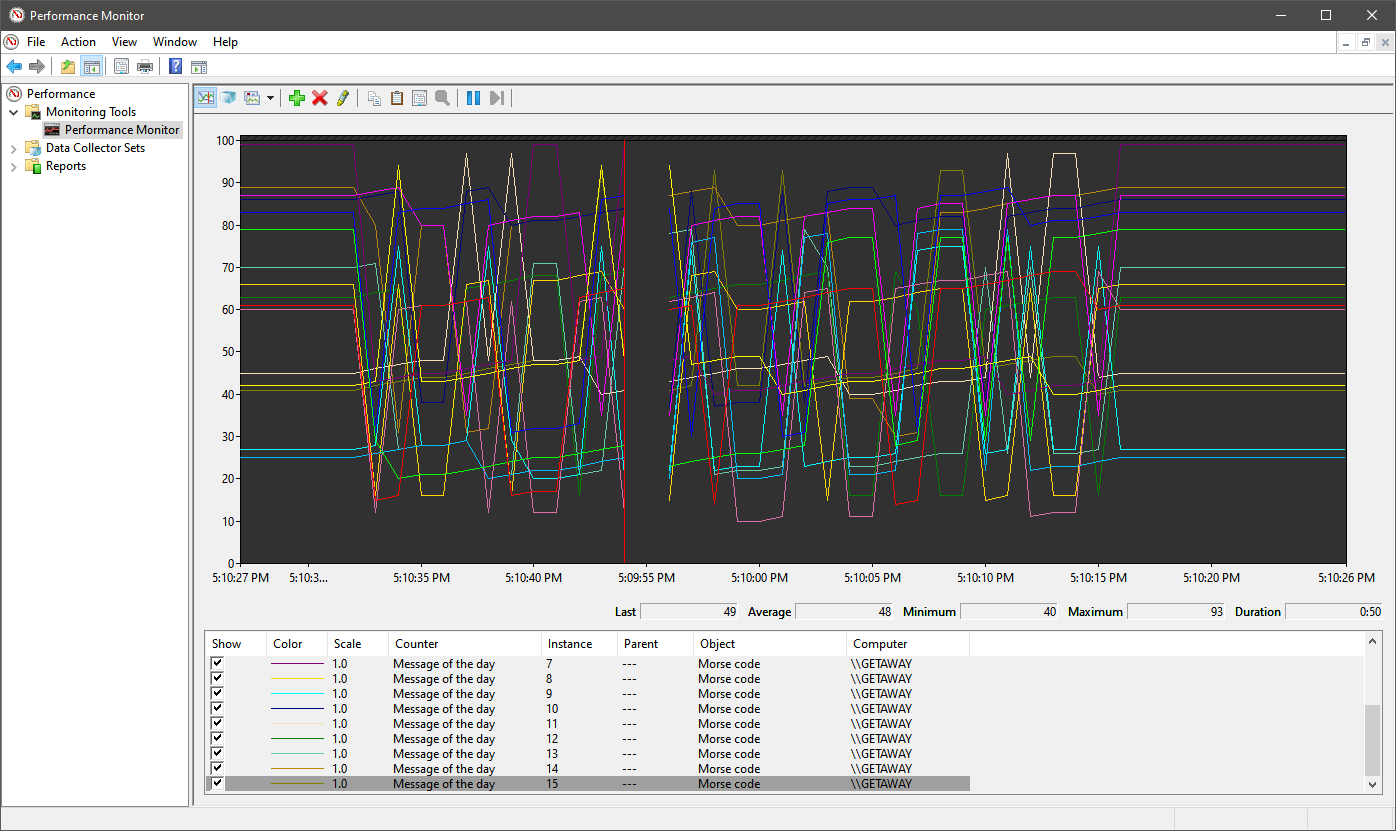 Performance Monitor
File Action View Window Help
Performance
Monitoring Tools
Performance Monitor
Data Collector Sets
Reports
100
90
80
70
60
50
40
30
20
10
0
5:10:27 PM 5:10:3... 5:10:35 PM 5:10:40 PM 5:09:55 PM 5:10:00 PM 5:10:05 PM 5:10:10 PM 5:10:15 PM 5:10:20 PM 5:10:26 PM
Last 49 Average 48 Minimum 40 Maximum 93 Duration 0:50
Show Color Scale Counter Instance Parent Object Computer
1.0 Message of the day 7 --- Morse code \\GETAWAY
1.0 Message of the day 8 --- Morse code \\GETAWAY
1.0 Message of the day 9 --- Morse code \\GETAWAY
1.0 Message of the day 10 --- Morse code \\GETAWAY
1.0 Message of the day 11 --- Morse code \\GETAWAY
1.0 Message of the day 12 --- Morse code \\GETAWAY
1.0 Message of the day 13 --- Morse code \\GETAWAY
1.0 Message of the day 14 --- Morse code \\GETAWAY
1.0 Message of the day 15 --- Morse code \\GETAWAY